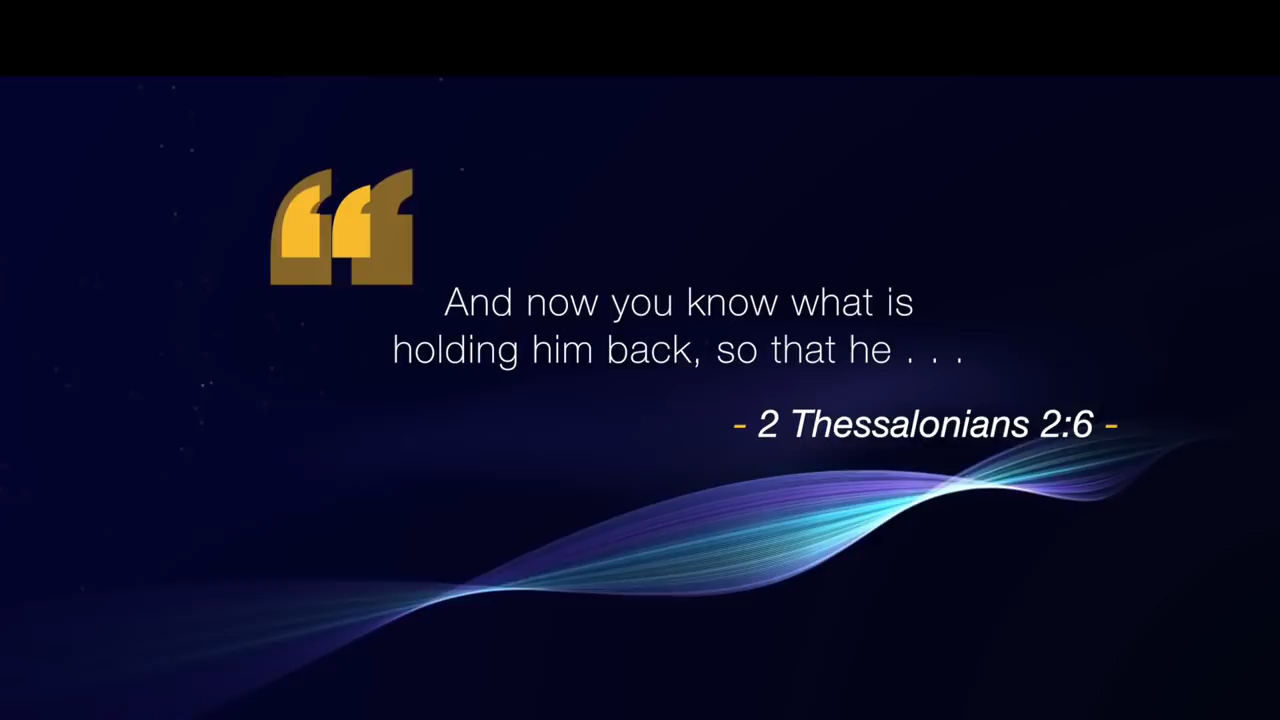 And now you know what is
holding him back, so that he . . .
- 2 Thessalonians 2:6 -